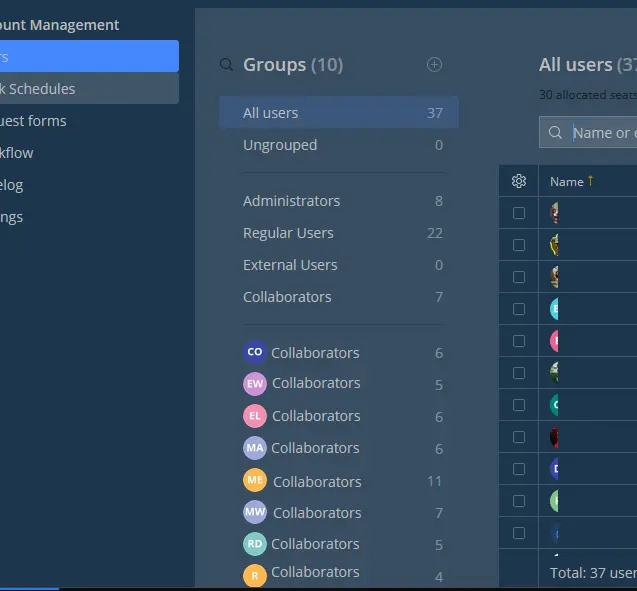 ount Management
rs
k Schedules
uest forms
kflow
elog
ngs
Groups (10)
All users 37
Ungrouped 0
Administrators 8
Regular Users 22
External Users 0
Collaborators 7
CO Collaborators 6
EW Collaborators 5
EL Collaborators 6
MA Collaborators 6
ME Collaborators 11
MW Collaborators 7
RD Collaborators 5
R Collaborators 4
All users (37
30 allocated seats
Name or e
Name ↑
Total: 37 user